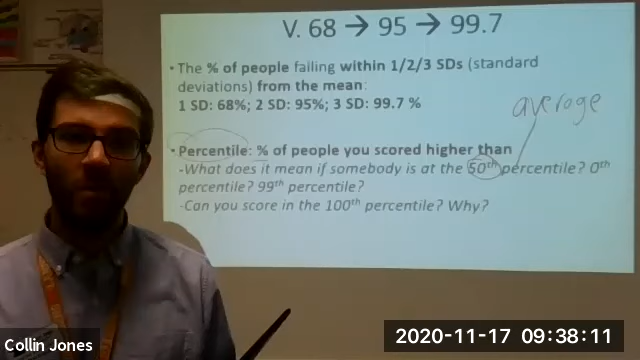 V. 68 → 95 → 99.7
• The % of people falling within 1/2/3 SDs (standard
deviations) from the mean:
1 SD: 68%; 2 SD: 95%; 3 SD: 99.7 %
average
• Percentile: % of people you scored higher than
-What does it mean if somebody is at the 50th percentile? 0th
percentile? 99th percentile?
-Can you score in the 100th percentile? Why?
Collin Jones
2020-11-17 09:38:11